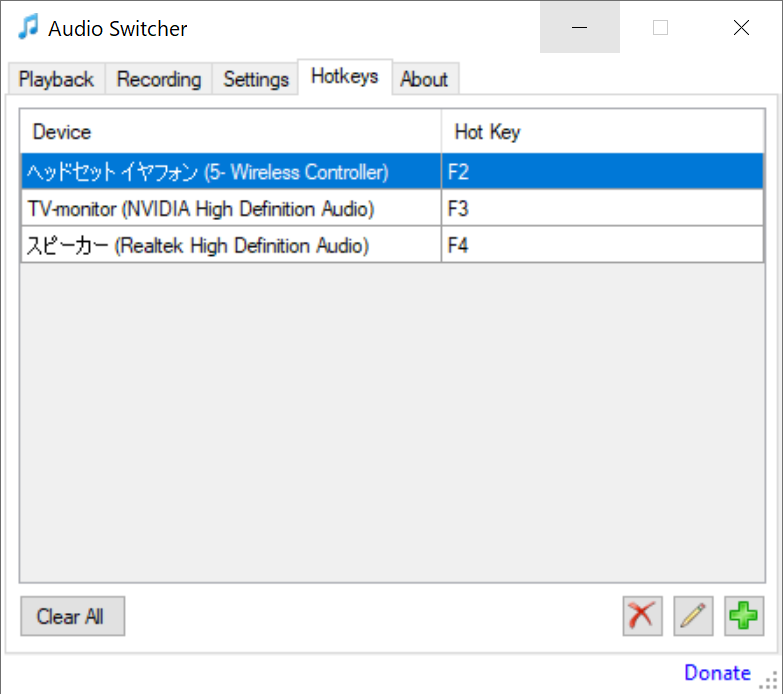 Audio Switcher
Playback Recording Settings Hotkeys About
Device Hot Key
ヘッドセット イヤフォン (5- Wireless Controller) F2
TV-monitor (NVIDIA High Definition Audio) F3
スピーカー (Realtek High Definition Audio) F4
Clear All
Donate